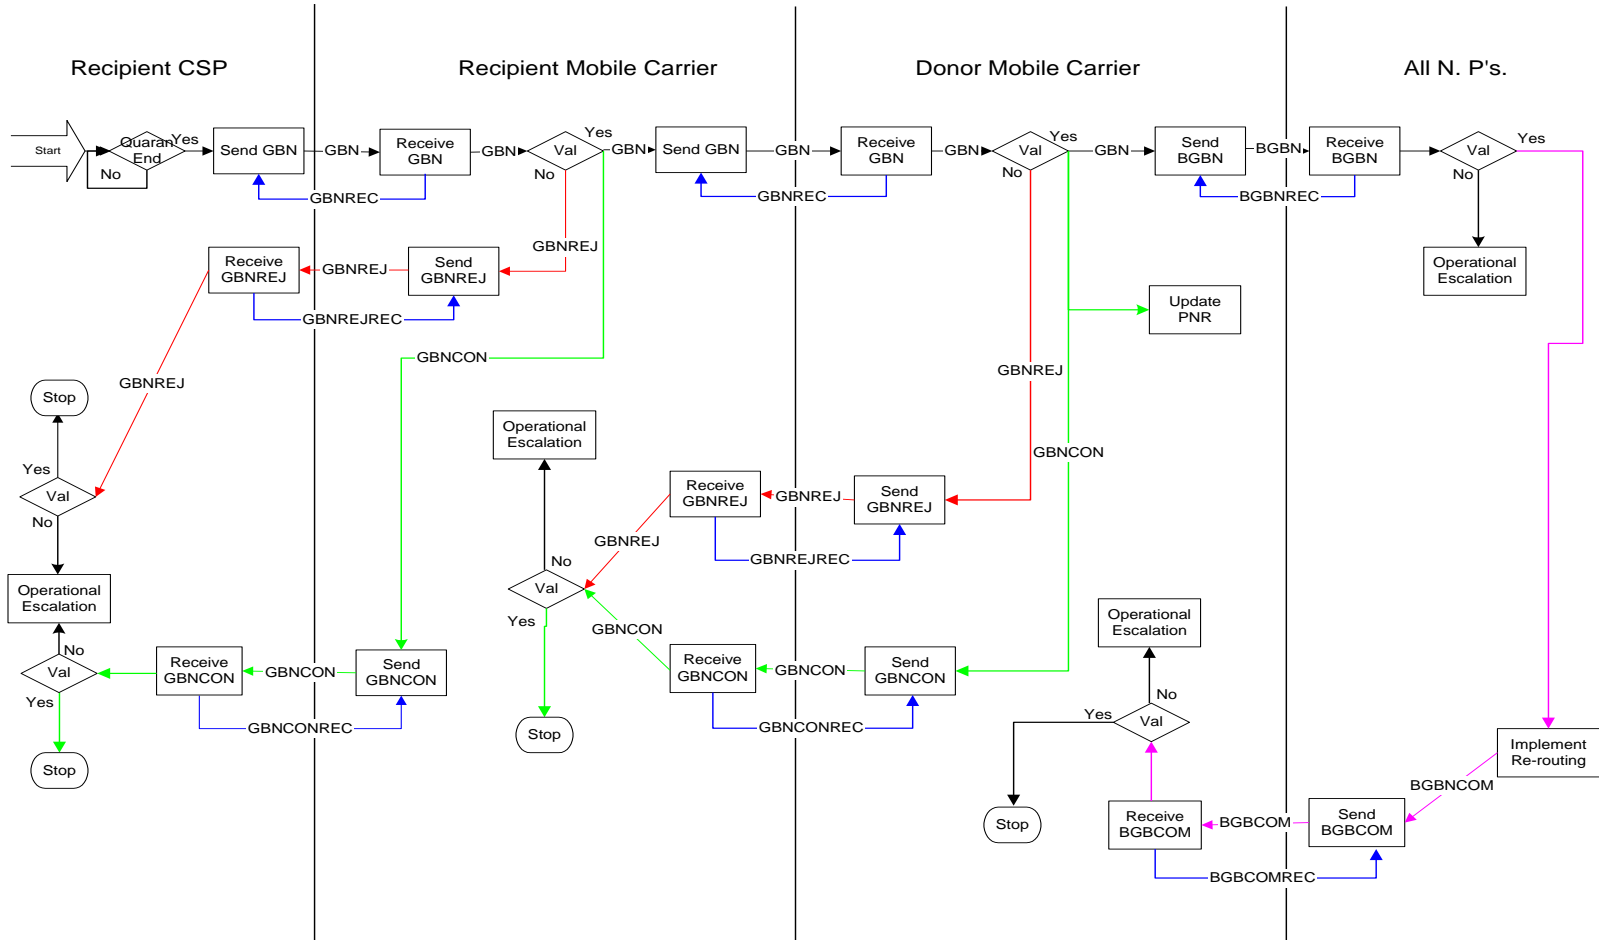 Recipient CSP
Recipient Mobile Carrier
Donor Mobile Carrier
All N. P's.
Start
Quaran
End
Yes
No
Send GBN
GBN
Receive
GBN
GBN
Val
Yes
No
GBN
Send GBN
GBN
Receive
GBN
GBN
Val
Yes
No
GBN
Send
BGBN
BGBN
Receive
BGBN
Val
Yes
No
GBNREC
GBNREC
BGBNREC
GBNREJ
Receive
GBNREJ
GBNREJ
Send
GBNREJ
GBNREJREC
Operational
Escalation
Update
PNR
GBNCON
GBNREJ
GBNREJ
Stop
Yes
Val
No
Operational
Escalation
Operational
Escalation
GBNCON
Receive
GBNREJ
GBNREJ
Send
GBNREJ
GBNREJ
GBNREJREC
No
Val
Yes
GBNCON
No
Val
Yes
Receive
GBNCON
GBNCON
Send
GBNCON
GBNCONREC
Stop
Receive
GBNCON
GBNCON
Send
GBNCON
GBNCONREC
Stop
Operational
Escalation
No
Yes
Val
Stop
Implement
Re-routing
BGBNCOM
Receive
BGBCOM
BGBCOM
Send
BGBCOM
BGBCOMREC